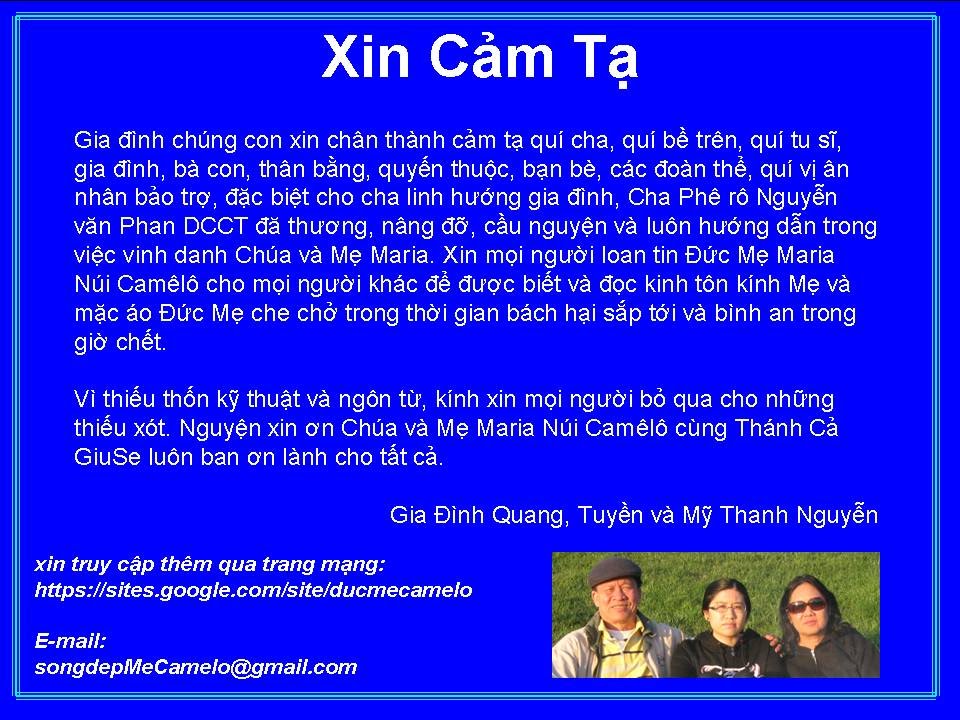 Xin Cảm Tạ
Gia đình chúng con xin chân thành cảm tạ quí cha, quí bề trên, quí tu sĩ,
gia đình, bà con, thân bằng, quyến thuộc, bạn bè, các đoàn thể, quí vị ân
nhân bảo trợ, đặc biệt cho cha linh hướng gia đình, Cha Phê rô Nguyễn
văn Phan DCCT đã thương, nâng đỡ, cầu nguyện và luôn hướng dẫn trong
việc vinh danh Chúa và Mẹ Maria. Xin mọi người loan tin Đức Mẹ Maria
Núi Camêlô cho mọi người khác để được biết và đọc kinh tôn kính Mẹ và
mặc áo Đức Mẹ che chở trong thời gian bách hại sắp tới và bình an trong
giờ chết.
Vì thiếu thốn kỹ thuật và ngôn từ, kính xin mọi người bỏ qua cho những
thiếu xót. Nguyện xin ơn Chúa và Mẹ Maria Núi Camêlô cùng Thánh Cả
GiuSe luôn ban ơn lành cho tất cả.
Gia Đình Quang, Tuyền và Mỹ Thanh Nguyễn
xin truy cập thêm qua trang mạng:
https://sites.google.com/site/ducmecamelo
E-mail:
songdepMeCamelo@gmail.com